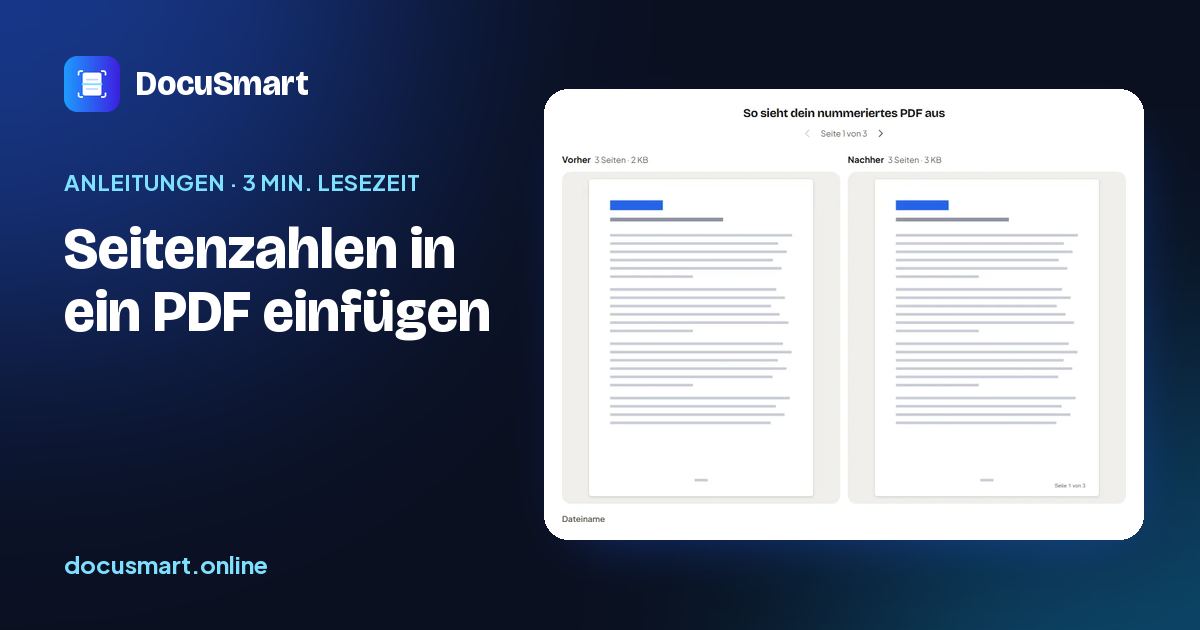 DocuSmart
ANLEITUNGEN · 3 MIN. LESEZEIT
Seitenzahlen in
ein PDF einfügen
docusmart.online
So sieht dein nummeriertes PDF aus
Seite 1 von 3
Vorher 3 Seiten · 2 KB
Nachher 3 Seiten · 3 KB
Seite 1 von 3
Dateiname